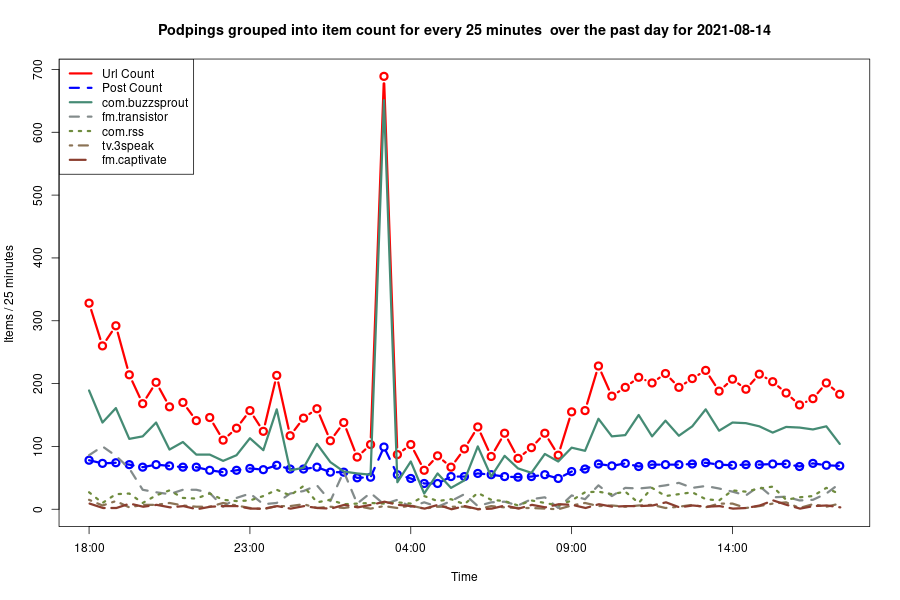 Podpings grouped into item count for every 25 minutes  over the past day for 2021-08-14
Url Count
Post Count
com.buzzsprout
fm.transistor
com.rss
tv.3speak
fm.captivate
Items / 25 minutes
700
600
500
400
300
200
100
0
18:00
23:00
04:00
09:00
14:00
Time